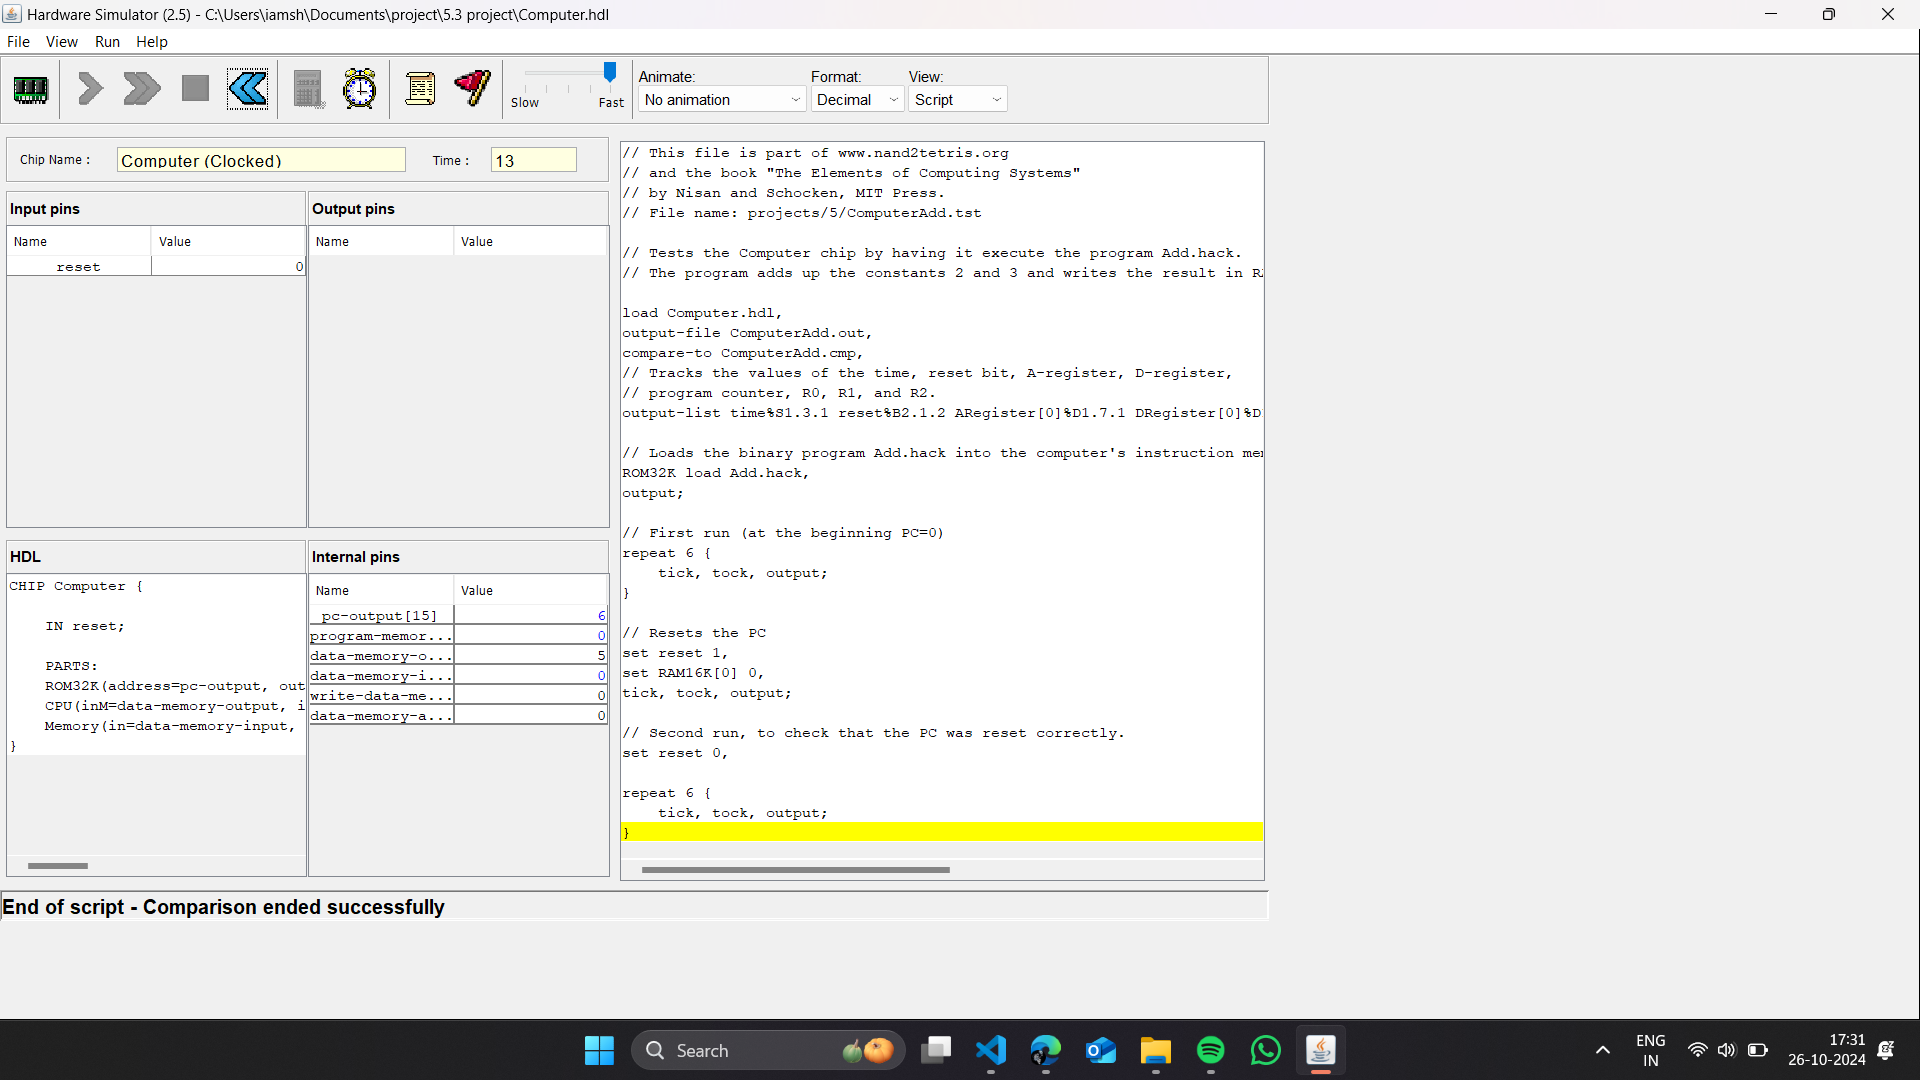 Hardware Simulator (2.5) - C:\Users\iamsh\Documents\project\5.3 project\Computer.hdl
File View Run Help
Slow Fast
Animate: Format: View:
No animation Decimal Script
Chip Name : Computer (Clocked) Time : 13
Input pins
Name Value
reset 0
Output pins
Name Value
HDL
CHIP Computer {
IN reset;
PARTS:
ROM32K(address=pc-output, out
CPU(inM=data-memory-output, i
Memory(in=data-memory-input,
}
Internal pins
Name Value
pc-output[15] 6
program-memor... 0
data-memory-o... 5
data-memory-i... 0
write-data-me... 0
data-memory-a... 0
// This file is part of www.nand2tetris.org
// and the book "The Elements of Computing Systems"
// by Nisan and Schocken, MIT Press.
// File name: projects/5/ComputerAdd.tst
// Tests the Computer chip by having it execute the program Add.hack.
// The program adds up the constants 2 and 3 and writes the result in RA
load Computer.hdl,
output-file ComputerAdd.out,
compare-to ComputerAdd.cmp,
// Tracks the values of the time, reset bit, A-register, D-register,
// program counter, R0, R1, and R2.
output-list time%S1.3.1 reset%B2.1.2 ARegister[0]%D1.7.1 DRegister[0]%D
// Loads the binary program Add.hack into the computer's instruction mem
ROM32K load Add.hack,
output;
// First run (at the beginning PC=0)
repeat 6 {
tick, tock, output;
}
// Resets the PC
set reset 1,
set RAM16K[0] 0,
tick, tock, output;
// Second run, to check that the PC was reset correctly.
set reset 0,
repeat 6 {
tick, tock, output;
}
End of script - Comparison ended successfully
Search
ENG
IN
17:31
26-10-2024